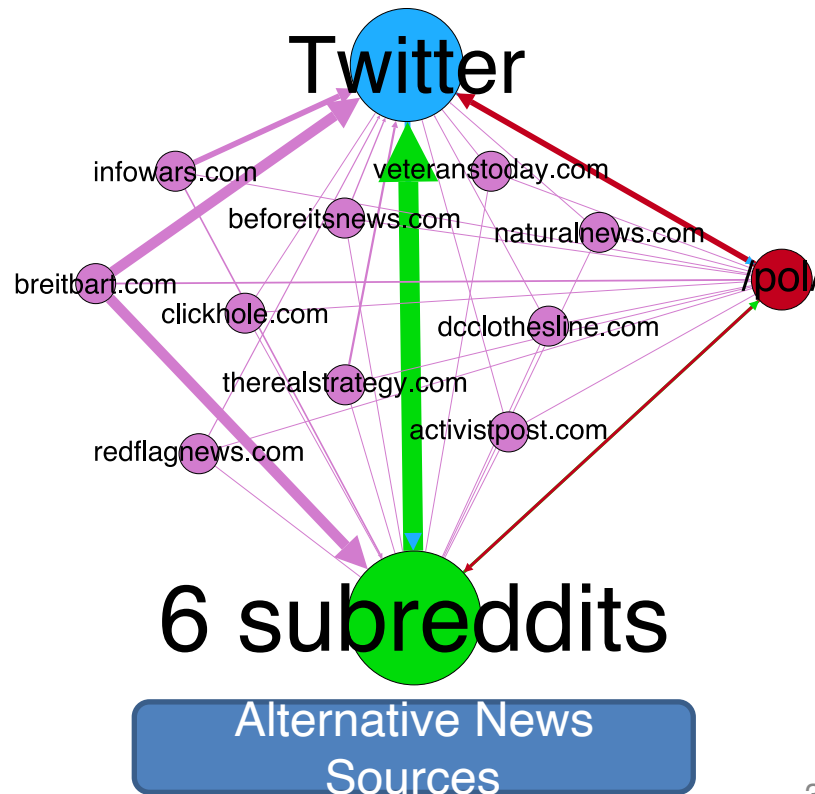 Twitter
infowars.com
veteranstoday.com
beforeitsnews.com
naturalnews.com
breitbart.com
/pol/
clickhole.com
dcclothesline.com
therealstrategy.com
activistpost.com
redflagnews.com
6 subreddits
Alternative News
Sources